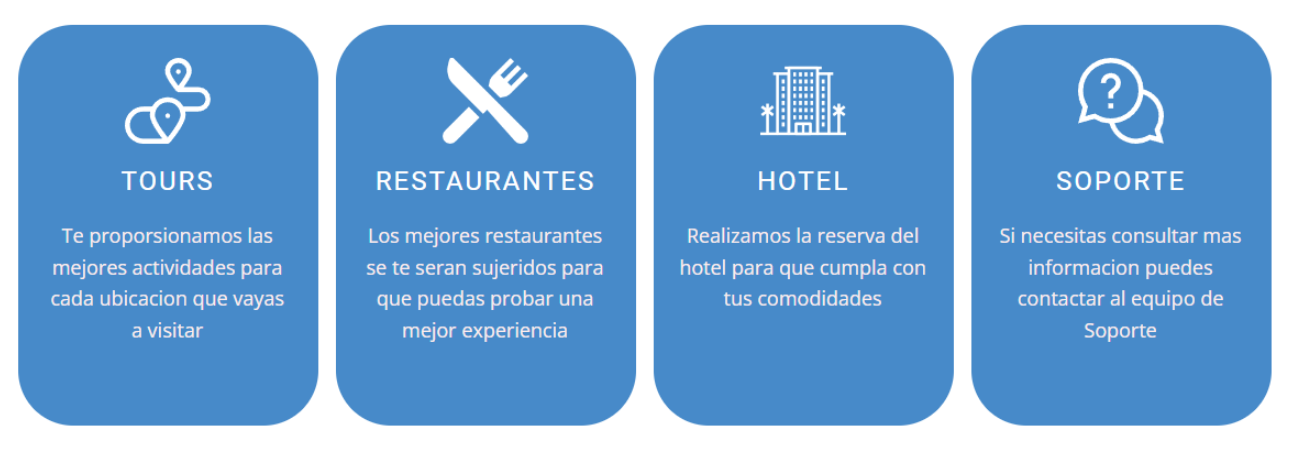 TOURS
Te proporsionamos las
mejores actividades para
cada ubicacion que vayas
a visitar
RESTAURANTES
Los mejores restaurantes
se te seran sujeridos para
que puedas probar una
mejor experiencia
HOTEL
Realizamos la reserva del
hotel para que cumpla con
tus comodidades
SOPORTE
Si necesitas consultar mas
informacion puedes
contactar al equipo de
Soporte